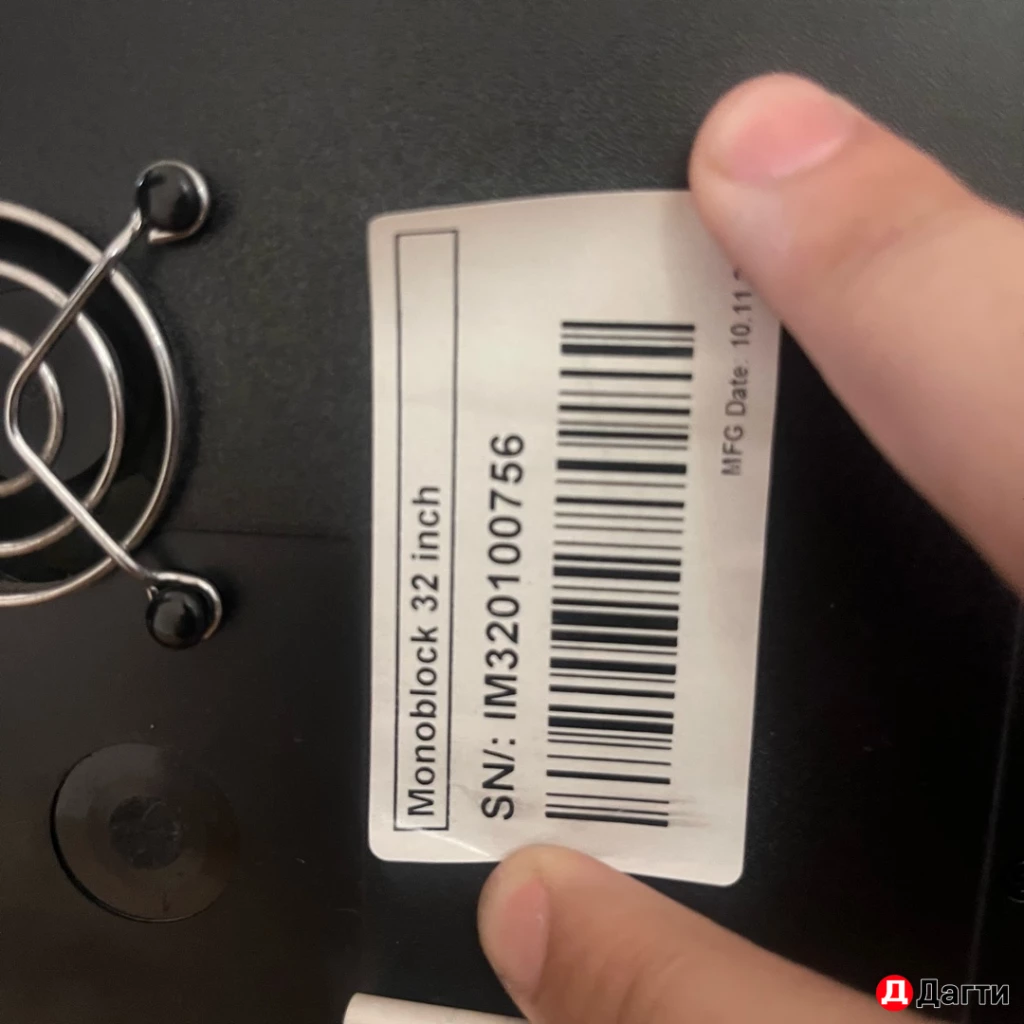 Monoblock 32 inch
SN/: IM320100756
MFG Date: 10.11
Дагти